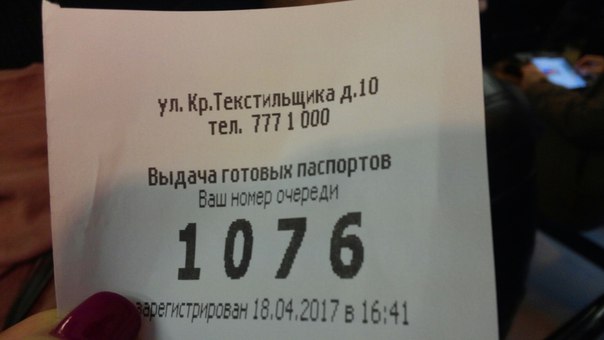 ул. Кр.Текстильщика д.10
тел. 777 1 000
Выдача готовых паспортов
Ваш номер очереди
1076
зарегистрирован 18.04.2017 в 16:41